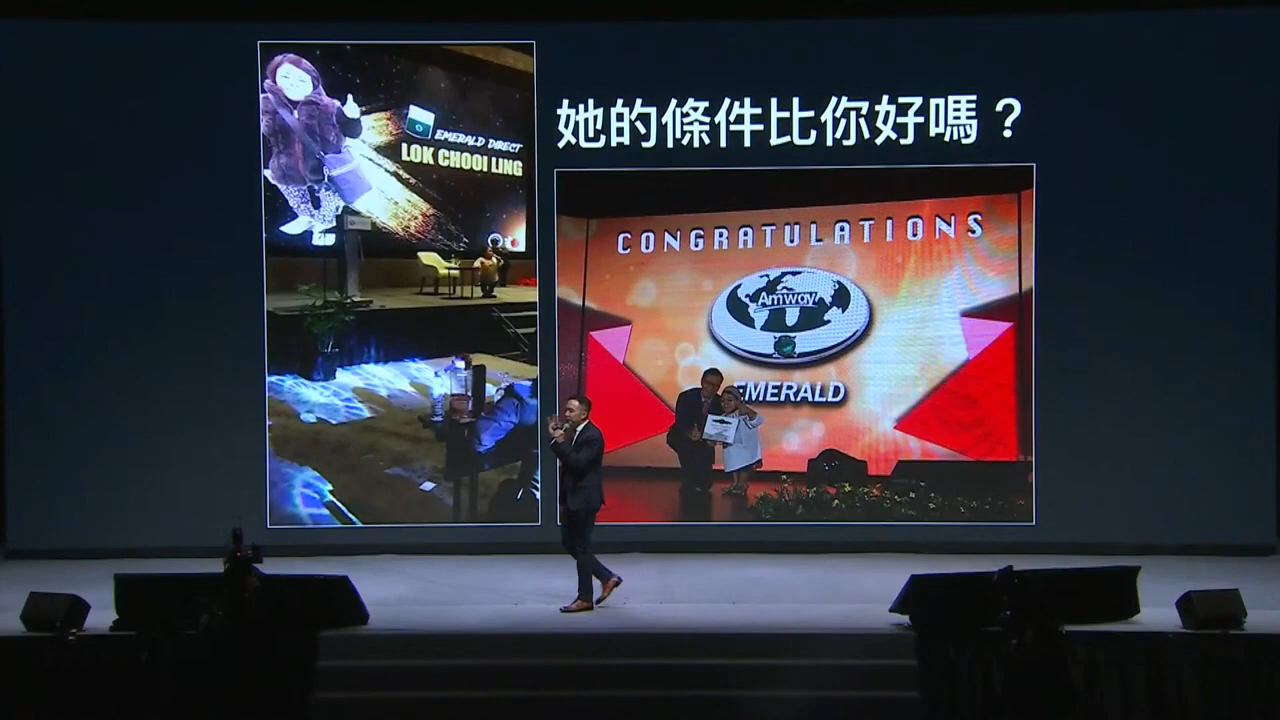 她的條件比你好嗎？
EMERALD DIRECT
LOK CHOOI LING
CONGRATULATIONS
Amway
EMERALD